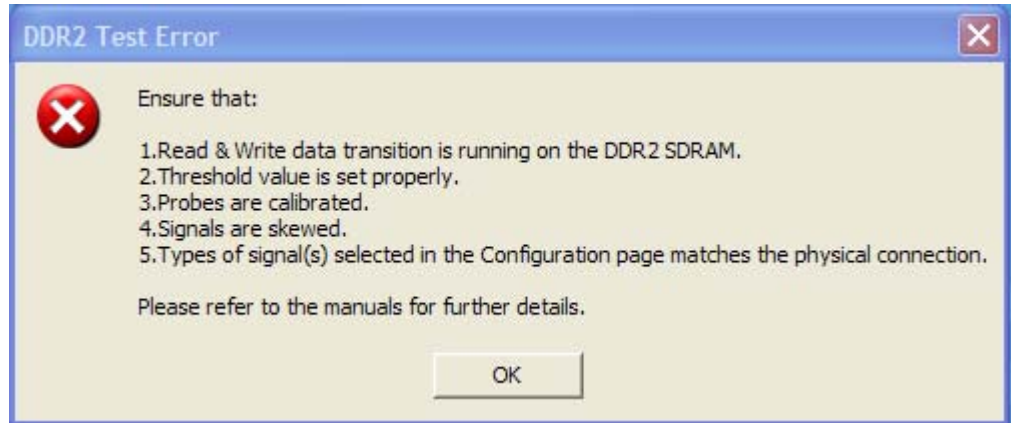 DDR2 Test Error
Ensure that:
1.Read & Write data transition is running on the DDR2 SDRAM.
2.Threshold value is set properly.
3.Probes are calibrated.
4.Signals are skewed.
5.Types of signal(s) selected in the Configuration page matches the physical connection.
Please refer to the manuals for further details.
OK